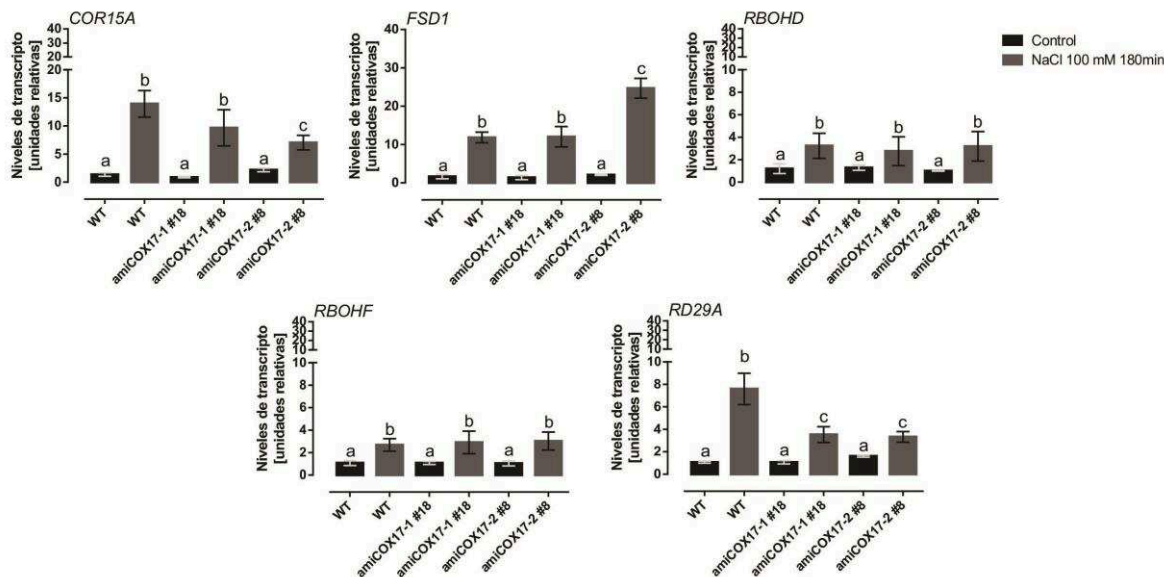 COR15A
Niveles de transcripto
[unidades relativas]
40
30
20
20
15
10
5
0
a
b
a
b
a
c
WT
WT
amiCOX17-1 #18
amiCOX17-1 #18
amiCOX17-2 #8
amiCOX17-2 #8
FSD1
Niveles de transcripto
[unidades relativas]
40
30
20
10
0
a
b
a
b
a
c
WT
WT
amiCOX17-1 #18
amiCOX17-1 #18
amiCOX17-2 #8
amiCOX17-2 #8
RBOHD
Niveles de transcripto
[unidades relativas]
40
30
20
10
10
8
6
4
2
0
a
b
a
b
a
b
WT
WT
amiCOX17-1 #18
amiCOX17-1 #18
amiCOX17-2 #8
amiCOX17-2 #8
Control
NaCl 100 mM 180min
RBOHF
Niveles de transcripto
[unidades relativas]
40
30
20
10
10
8
6
4
2
0
a
b
a
b
a
b
WT
WT
amiCOX17-1 #18
amiCOX17-1 #18
amiCOX17-2 #8
amiCOX17-2 #8
RD29A
Niveles de transcripto
[unidades relativas]
40
30
20
10
10
8
6
4
2
0
a
b
a
c
a
c
WT
WT
amiCOX17-1 #18
amiCOX17-1 #18
amiCOX17-2 #8
amiCOX17-2 #8